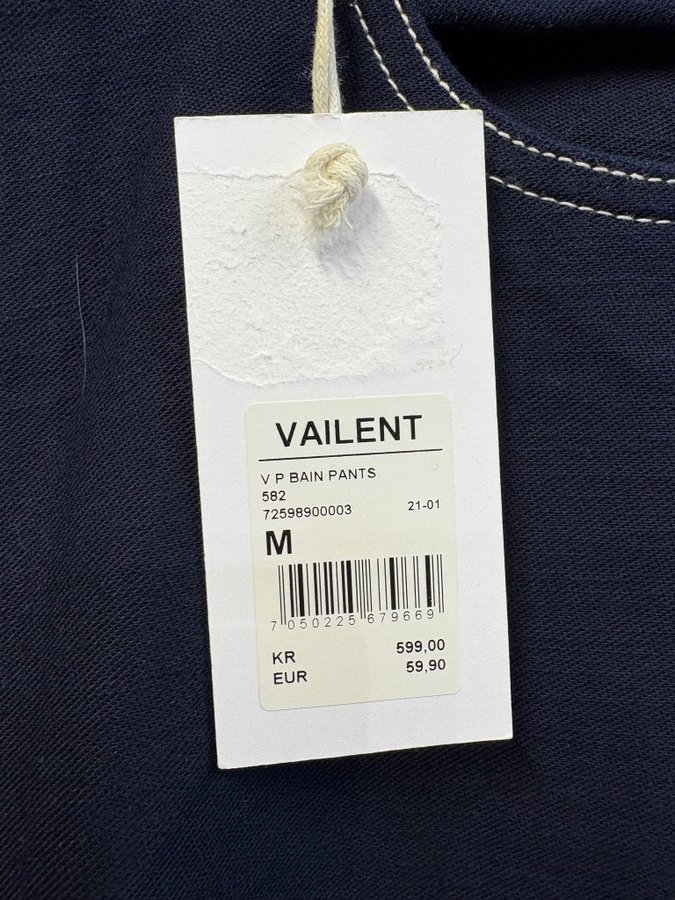 VAILENT
V P BAIN PANTS
582
72598900003 21-01
M
7 050225 679669
KR 599,00
EUR 59,90